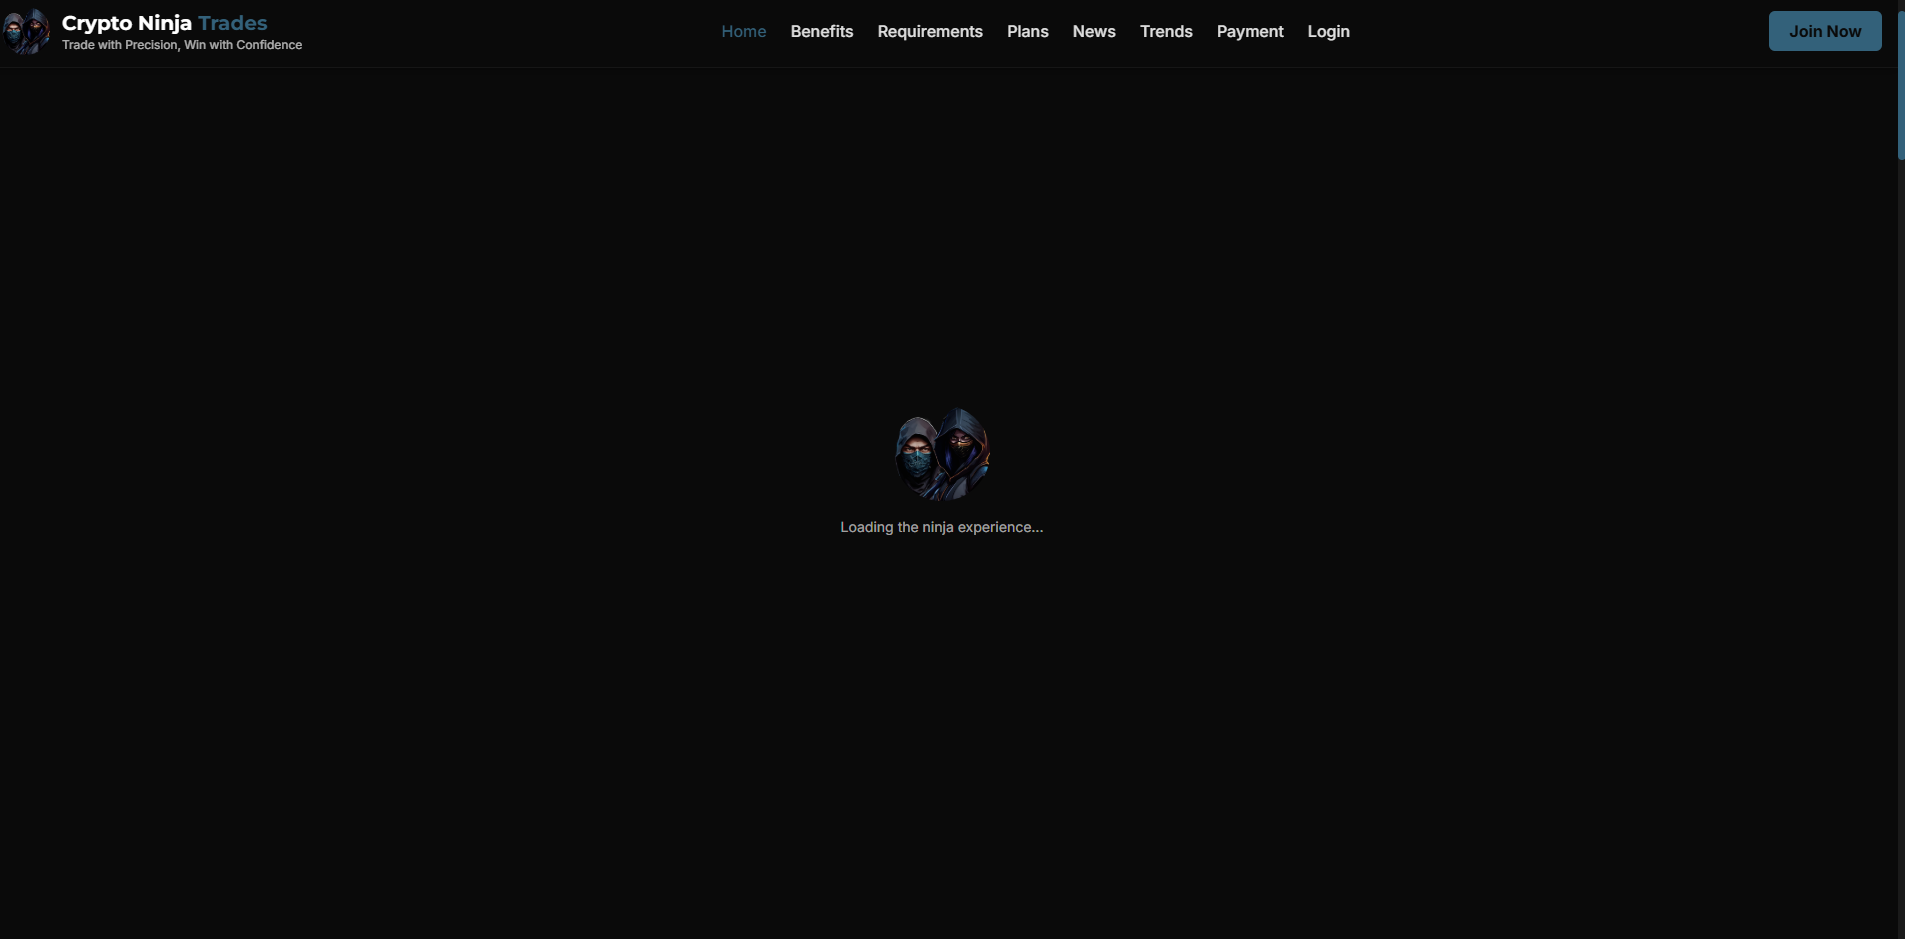 Crypto Ninja Trades
Trade with Precision, Win with Confidence
Home Benefits Requirements Plans News Trends Payment Login
Join Now
Loading the ninja experience...